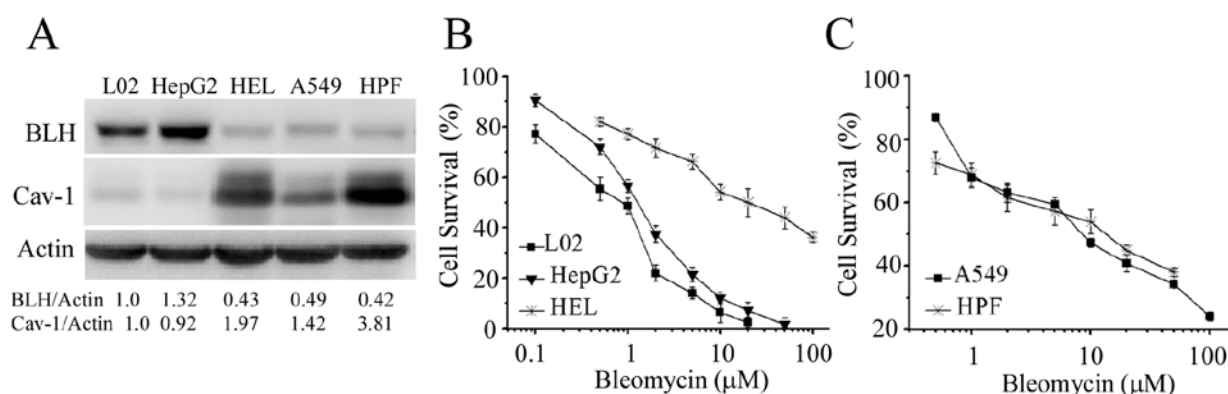 A
L02 HepG2 HEL A549 HPF
BLH
Cav-1
Actin
BLH/Actin 1.0 1.32 0.43 0.49 0.42
Cav-1/Actin 1.0 0.92 1.97 1.42 3.81
B
Cell Survival (%)
100
80
60
40
20
0
L02
HepG2
HEL
0.1 1 10 100
Bleomycin (μM)
C
Cell Survival (%)
100
80
60
40
20
A549
HPF
1 10 100
Bleomycin (μM)